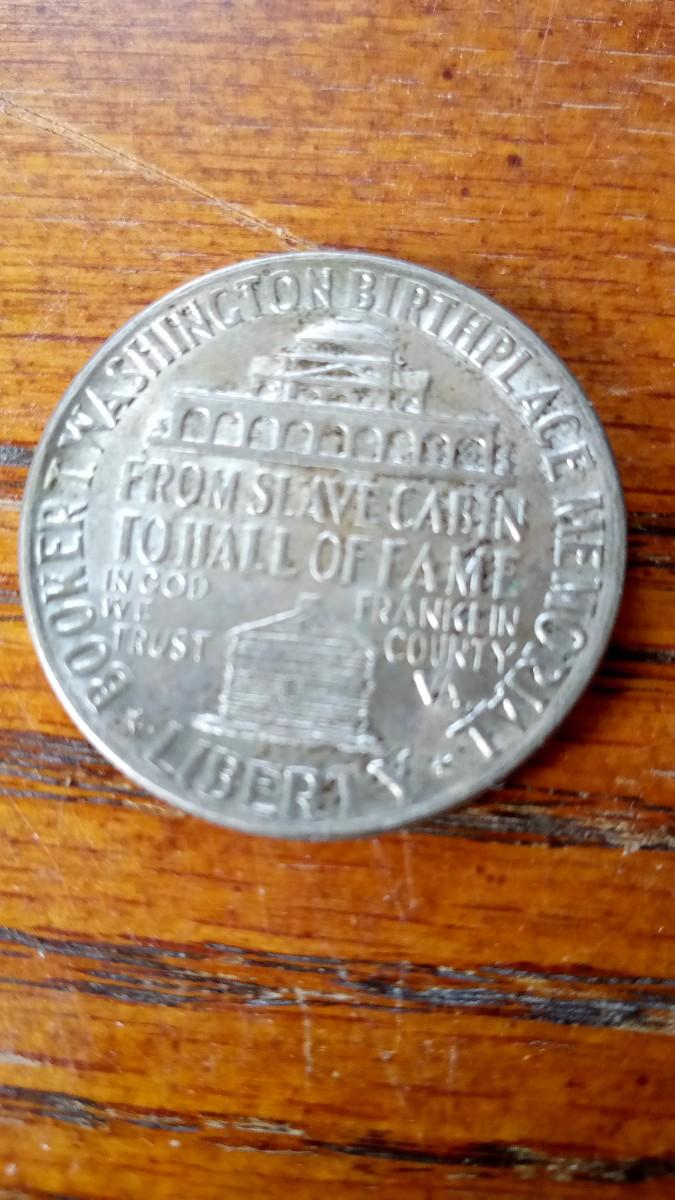 BOOKER T. WASHINGTON BIRTHPLACE MEMORIAL
FROM SLAVE CABIN
TO HALL OF FAME
IN GOD
WE
TRUST
FRANKLIN
COUNTY
VA.
LIBERTY